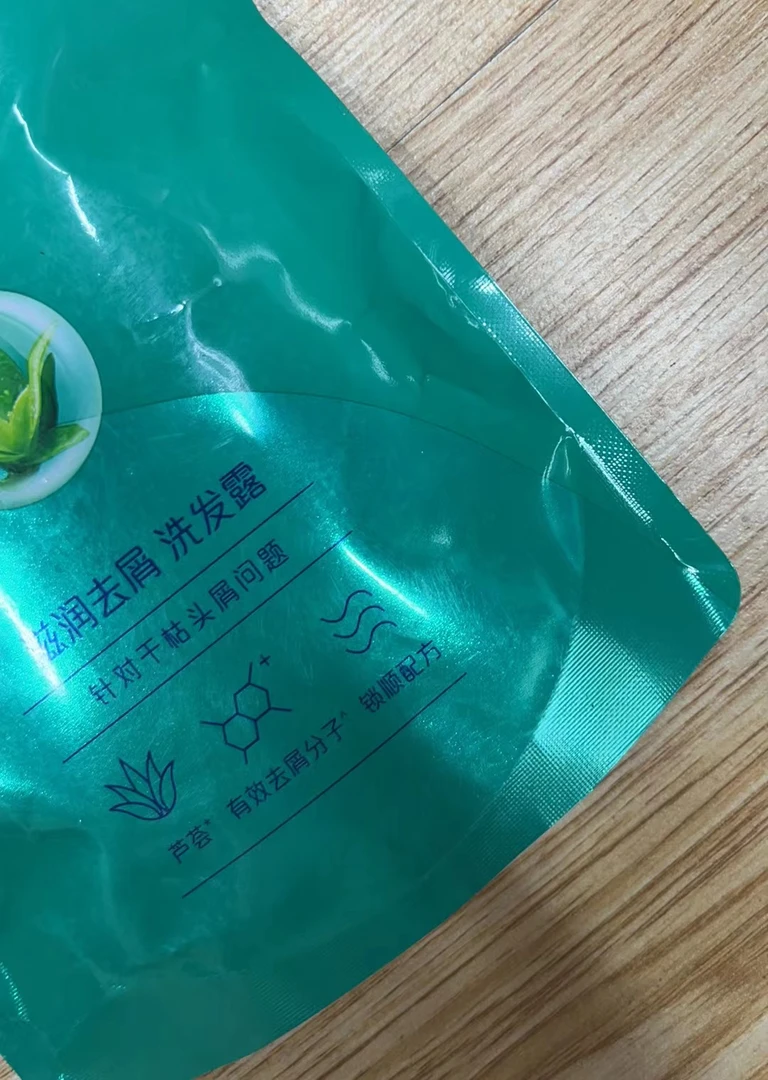 滋润去屑 洗发露
针对干枯头屑问题
芦荟* 有效去屑分子^ 锁顺配方